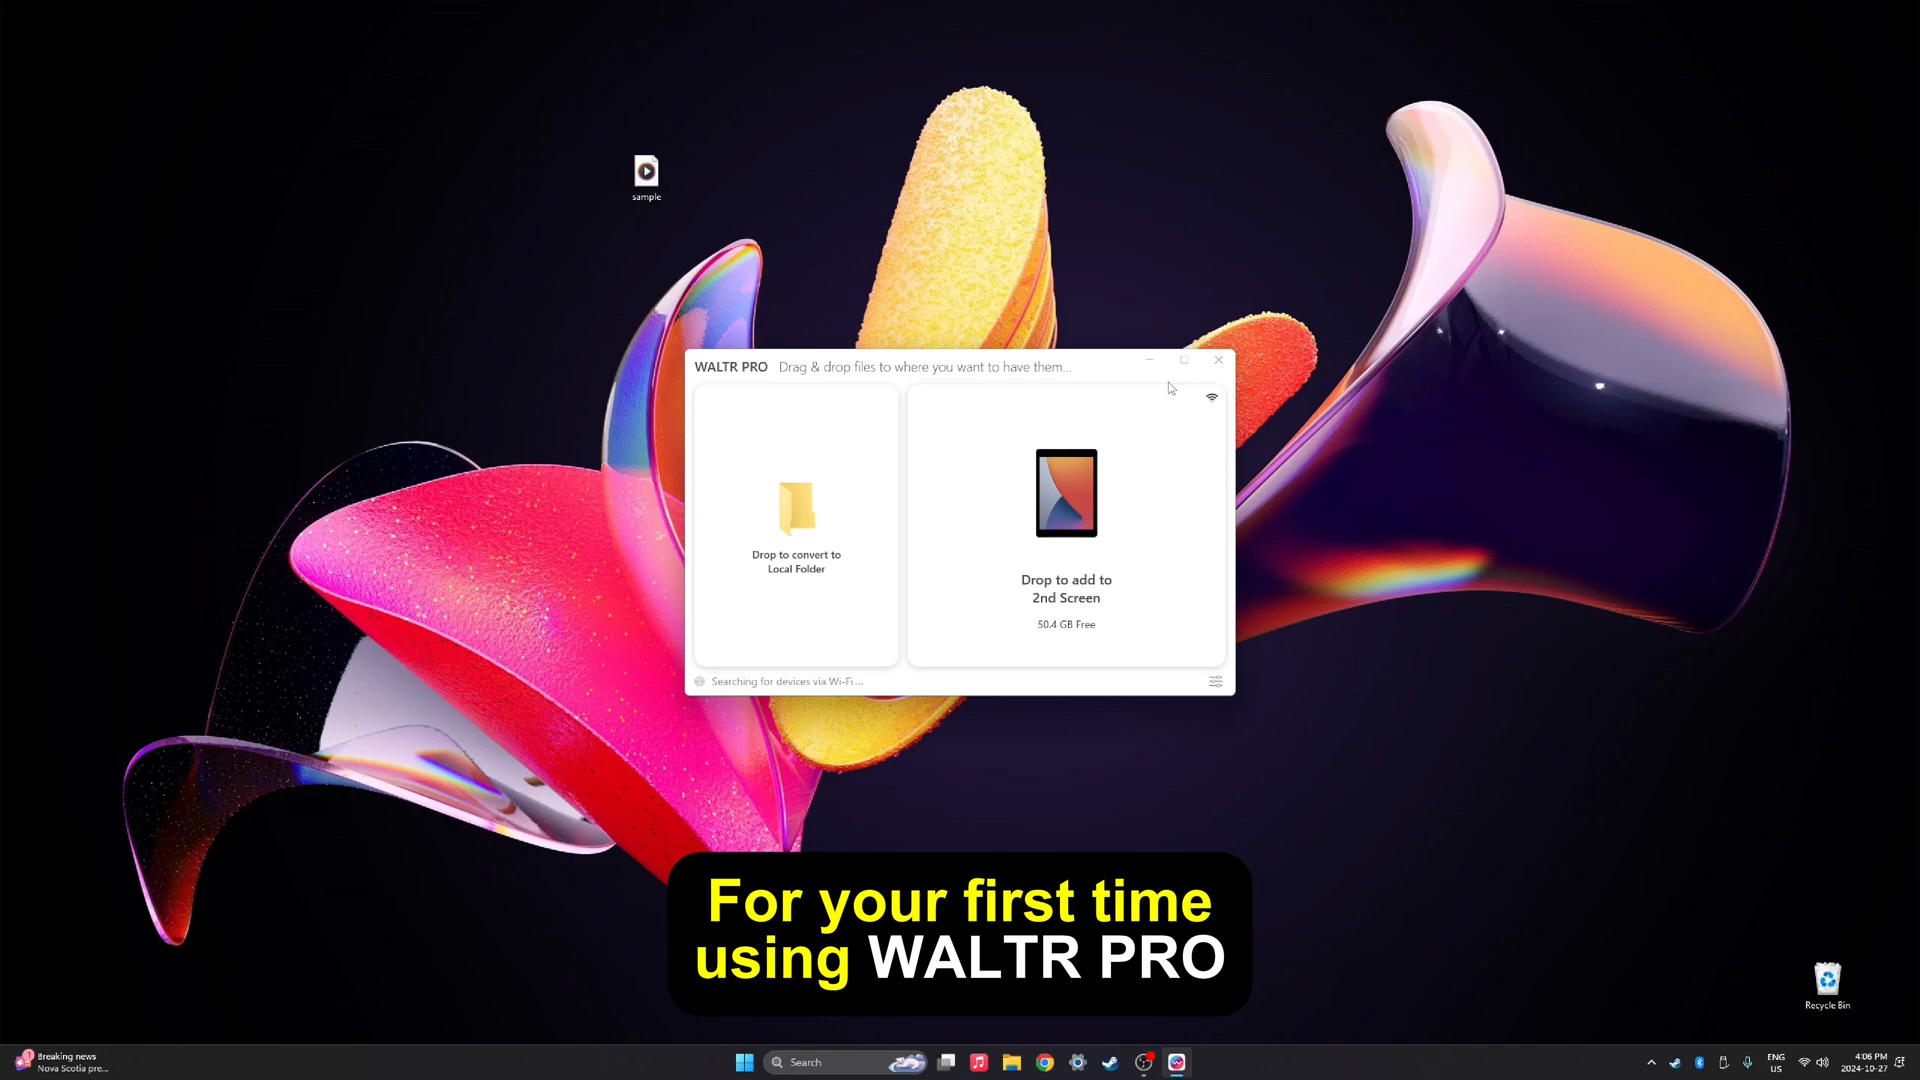 sample
WALTR PRO Drag & drop files to where you want to have them...
Drop to convert to
Local Folder
Drop to add to
2nd Screen
50.4 GB Free
Searching for devices via Wi-Fi...
For your first time
using WALTR PRO
Recycle Bin
1
Breaking news
Nova Scotia pre...
Search
ENG
US
4:06 PM
2024-10-27